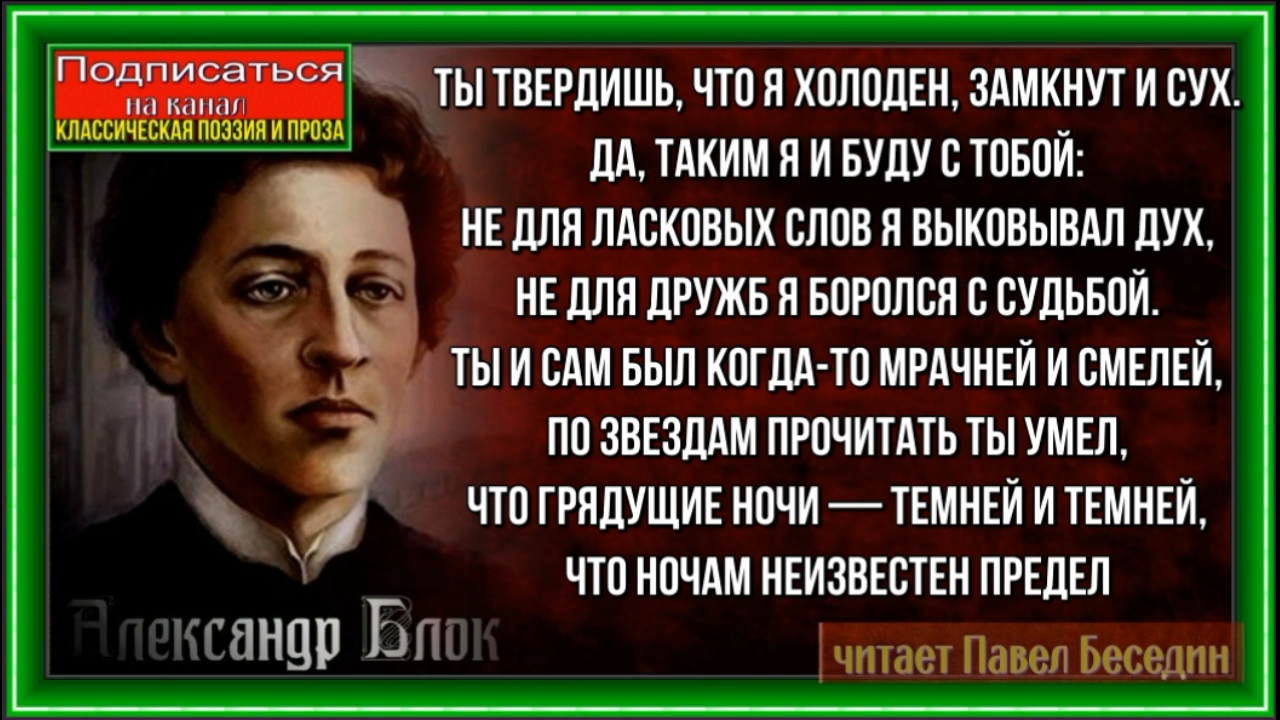 Подписаться
на канал
КЛАССИЧЕСКАЯ ПОЭЗИЯ И ПРОЗА
ТЫ ТВЕРДИШЬ, ЧТО Я ХОЛОДЕН, ЗАМКНУТ И СУХ.
ДА, ТАКИМ Я И БУДУ С ТОБОЙ:
НЕ ДЛЯ ЛАСКОВЫХ СЛОВ Я ВЫКОВЫВАЛ ДУХ,
НЕ ДЛЯ ДРУЖБ Я БОРОЛСЯ С СУДЬБОЙ.
ТЫ И САМ БЫЛ КОГДА-ТО МРАЧНЕЙ И СМЕЛЕЙ,
ПО ЗВЕЗДАМ ПРОЧИТАТЬ ТЫ УМЕЛ,
ЧТО ГРЯДУЩИЕ НОЧИ — ТЕМНЕЙ И ТЕМНЕЙ,
ЧТО НОЧАМ НЕИЗВЕСТЕН ПРЕДЕЛ
Александр Блок
читает Павел Беседин